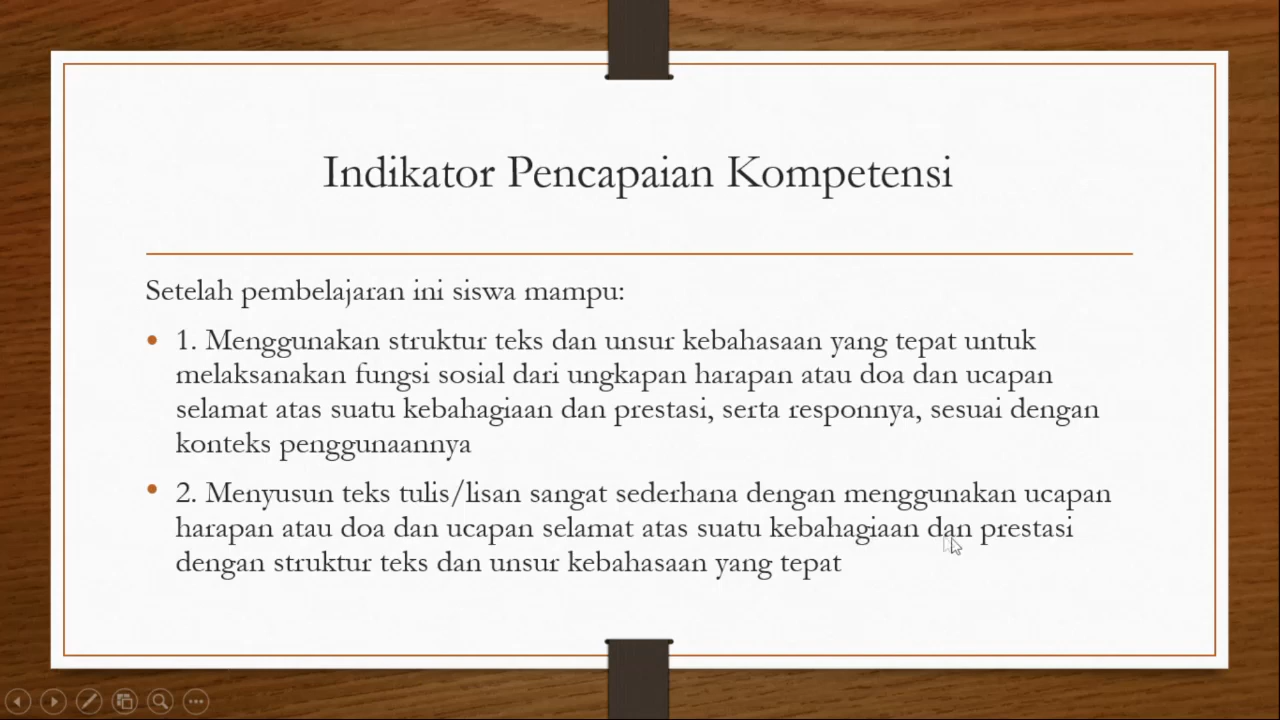 Indikator Pencapaian Kompetensi
Setelah pembelajaran ini siswa mampu:
• 1. Menggunakan struktur teks dan unsur kebahasaan yang tepat untuk
melaksanakan fungsi sosial dari ungkapan harapan atau doa dan ucapan
selamat atas suatu kebahagiaan dan prestasi, serta responnya, sesuai dengan
konteks penggunaannya
• 2. Menyusun teks tulis/lisan sangat sederhana dengan menggunakan ucapan
harapan atau doa dan ucapan selamat atas suatu kebahagiaan dan prestasi
dengan struktur teks dan unsur kebahasaan yang tepat